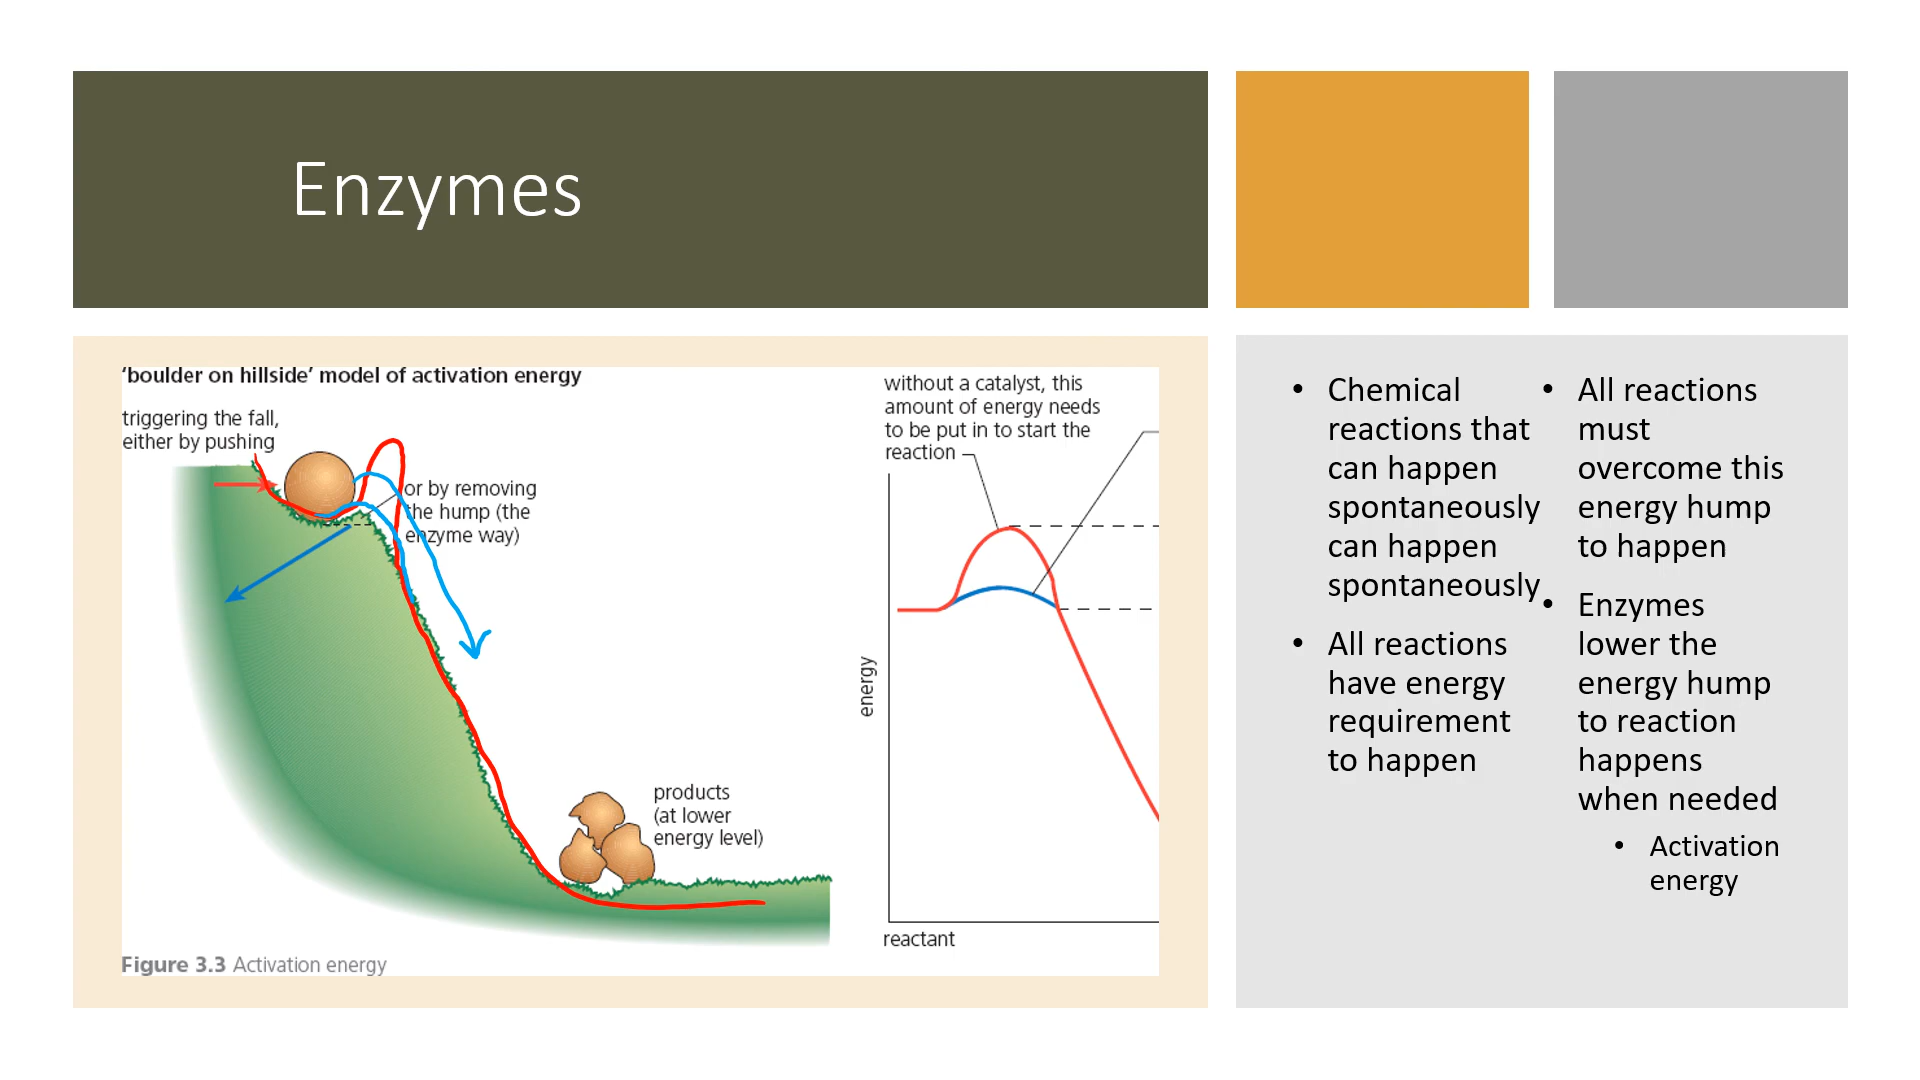 Enzymes
‘boulder on hillside’ model of activation energy
triggering the fall,
either by pushing
or by removing
the hump (the
enzyme way)
products
(at lower
energy level)
Figure 3.3 Activation energy
without a catalyst, this
amount of energy needs
to be put in to start the
reaction
energy
reactant
• Chemical
reactions that
can happen
spontaneously
can happen
spontaneously
• All reactions
have energy
requirement
to happen
• All reactions
must
overcome this
energy hump
to happen
• Enzymes
lower the
energy hump
to reaction
happens
when needed
• Activation
energy